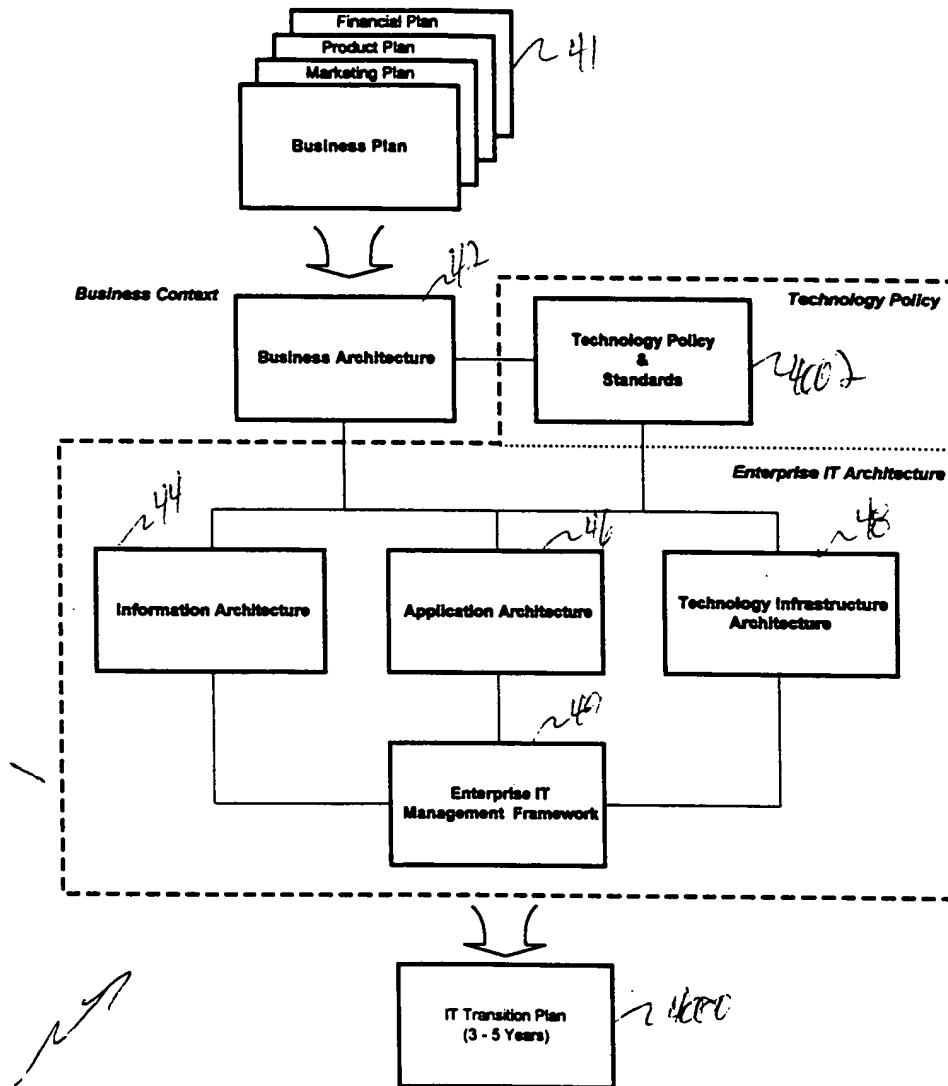 Financial Plan
Product Plan
Marketing Plan
Business Plan
41
42
Business Context
Technology Policy
Business Architecture
Technology Policy
&
Standards
Enterprise IT Architecture
44
46
48
Information Architecture
Application Architecture
Technology Infrastructure
Architecture
Enterprise IT
Management Framework
IT Transition Plan
(3 - 5 Years)